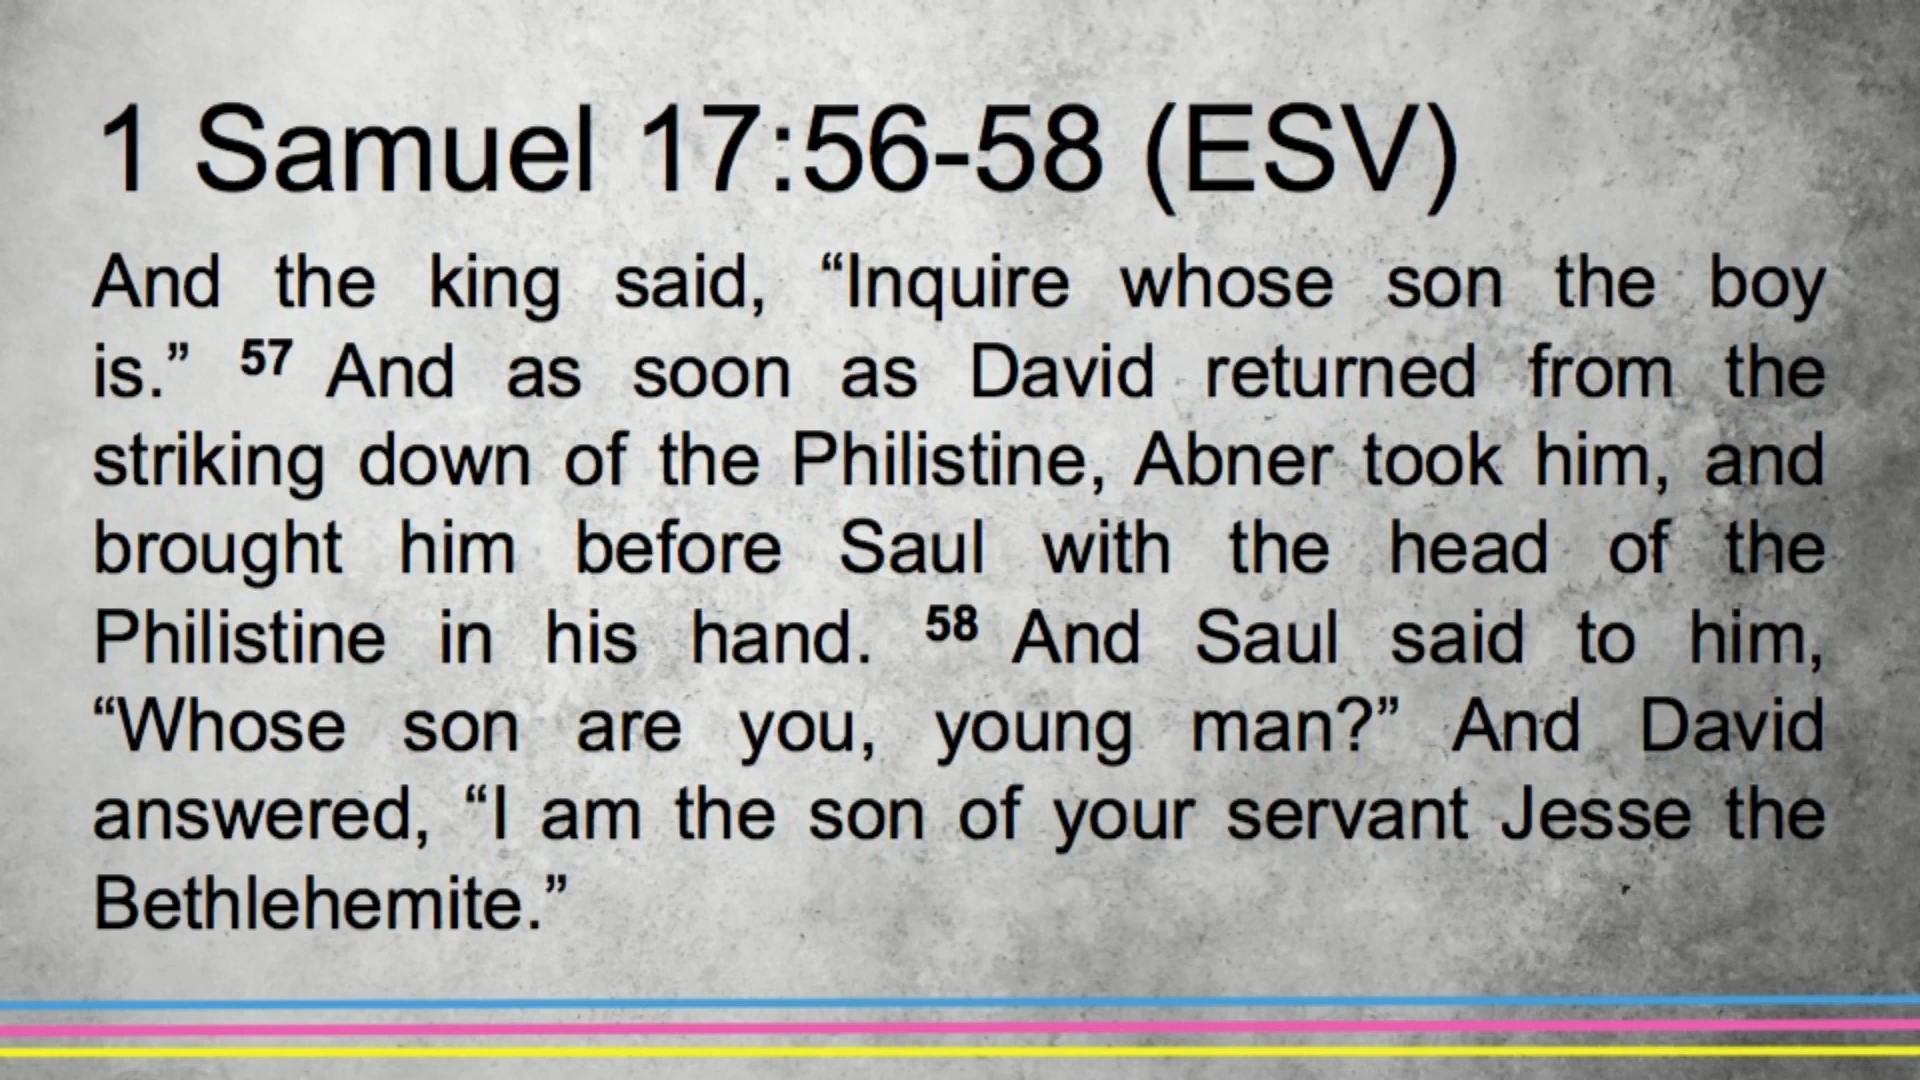 1 Samuel 17:56-58 (ESV)
And the king said, “Inquire whose son the boy
is.” 57 And as soon as David returned from the
striking down of the Philistine, Abner took him, and
brought him before Saul with the head of the
Philistine in his hand. 58 And Saul said to him,
“Whose son are you, young man?” And David
answered, “I am the son of your servant Jesse the
Bethlehemite.”